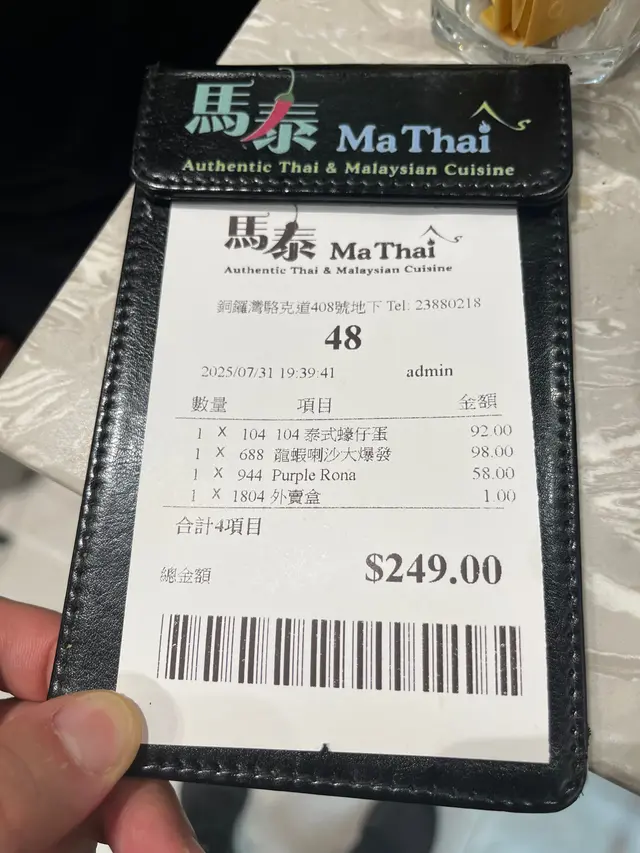 馬泰 Ma Thai
Authentic Thai & Malaysian Cuisine
馬泰 Ma Thai
Authentic Thai & Malaysian Cuisine
銅鑼灣駱克道408號地下 Tel: 23880218
48
2025/07/31 19:39:41 admin
數量 項目 金額
1 X 104 104 泰式蠔仔蛋 92.00
1 X 688 龍蝦喇沙大爆發 98.00
1 X 944 Purple Rona 58.00
1 X 1804 外賣盒 1.00
合計4項目
總金額 $249.00